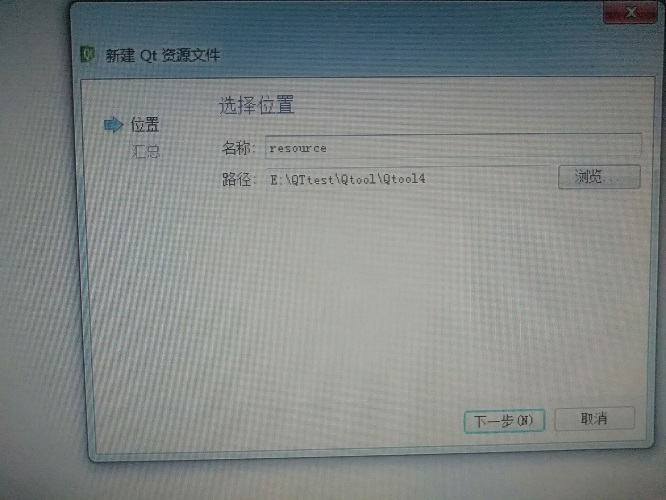 新建 Qt 资源文件
选择位置
位置
汇总
名称: resource
路径: E:\QTtest\Qtool\Qtool4
浏览...
下一步(N)
取消